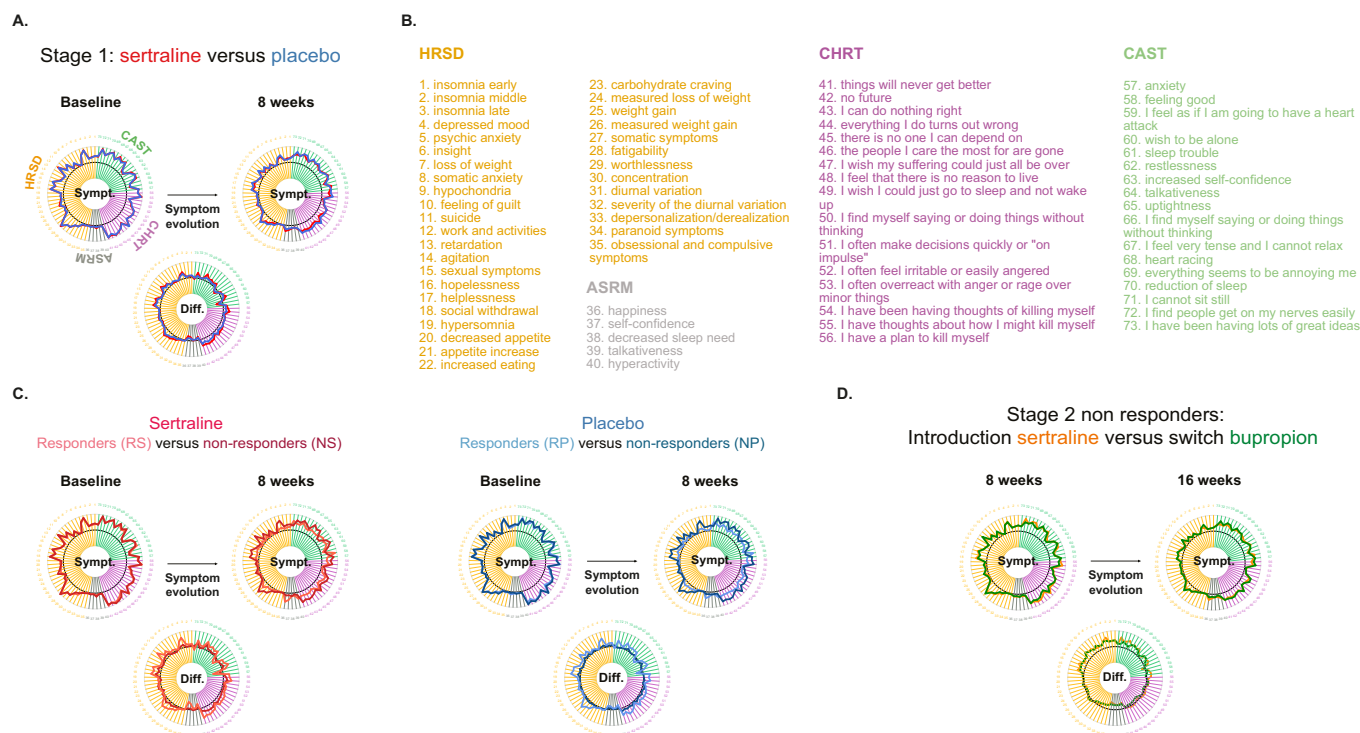 A.
Stage 1: sertraline versus placebo
Baseline
8 weeks
HRSD
CAST
CHRT
ASRM
Sympt.
Symptom
evolution
Sympt.
Diff.
B.
HRSD
1. insomnia early
2. insomnia middle
3. insomnia late
4. depressed mood
5. psychic anxiety
6. insight
7. loss of weight
8. somatic anxiety
9. hypochondria
10. feeling of guilt
11. suicide
12. work and activities
13. retardation
14. agitation
15. sexual symptoms
16. hopelessness
17. helplessness
18. social withdrawal
19. hypersomnia
20. decreased appetite
21. appetite increase
22. increased eating
23. carbohydrate craving
24. measured loss of weight
25. weight gain
26. measured weight gain
27. somatic symptoms
28. fatigability
29. worthlessness
30. concentration
31. diurnal variation
32. severity of the diurnal variation
33. depersonalization/derealization
34. paranoid symptoms
35. obsessional and compulsive
symptoms
ASRM
36. happiness
37. self-confidence
38. decreased sleep need
39. talkativeness
40. hyperactivity
CHRT
41. things will never get better
42. no future
43. I can do nothing right
44. everything I do turns out wrong
45. there is no one I can depend on
46. the people I care the most for are gone
47. I wish my suffering could just all be over
48. I feel that there is no reason to live
49. I wish I could just go to sleep and not wake
up
50. I find myself saying or doing things without
thinking
51. I often make decisions quickly or "on
impulse"
52. I often feel irritable or easily angered
53. I often overreact with anger or rage over
minor things
54. I have been having thoughts of killing myself
55. I have thoughts about how I might kill myself
56. I have a plan to kill myself
CAST
57. anxiety
58. feeling good
59. I feel as if I am going to have a heart
attack
60. wish to be alone
61. sleep trouble
62. restlessness
63. increased self-confidence
64. talkativeness
65. uptightness
66. I find myself saying or doing things
without thinking
67. I feel very tense and I cannot relax
68. heart racing
69. everything seems to be annoying me
70. reduction of sleep
71. I cannot sit still
72. I find people get on my nerves easily
73. I have been having lots of great ideas
C.
Sertraline
Responders (RS) versus non-responders (NS)
Baseline
8 weeks
Sympt.
Symptom
evolution
Sympt.
Diff.
Placebo
Responders (RP) versus non-responders (NP)
Baseline
8 weeks
Sympt.
Symptom
evolution
Sympt.
Diff.
D.
Stage 2 non responders:
Introduction sertraline versus switch bupropion
8 weeks
16 weeks
Sympt.
Symptom
evolution
Sympt.
Diff.